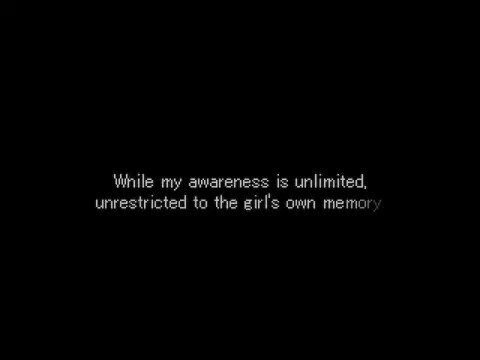 While my awareness is unlimited,
unrestricted to the girl's own memory